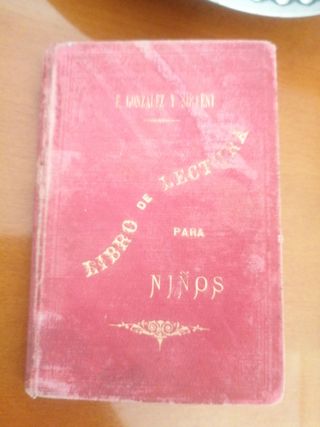 F. GONZALEZ Y
LIBRO DE LECTURA
PARA
NIÑOS